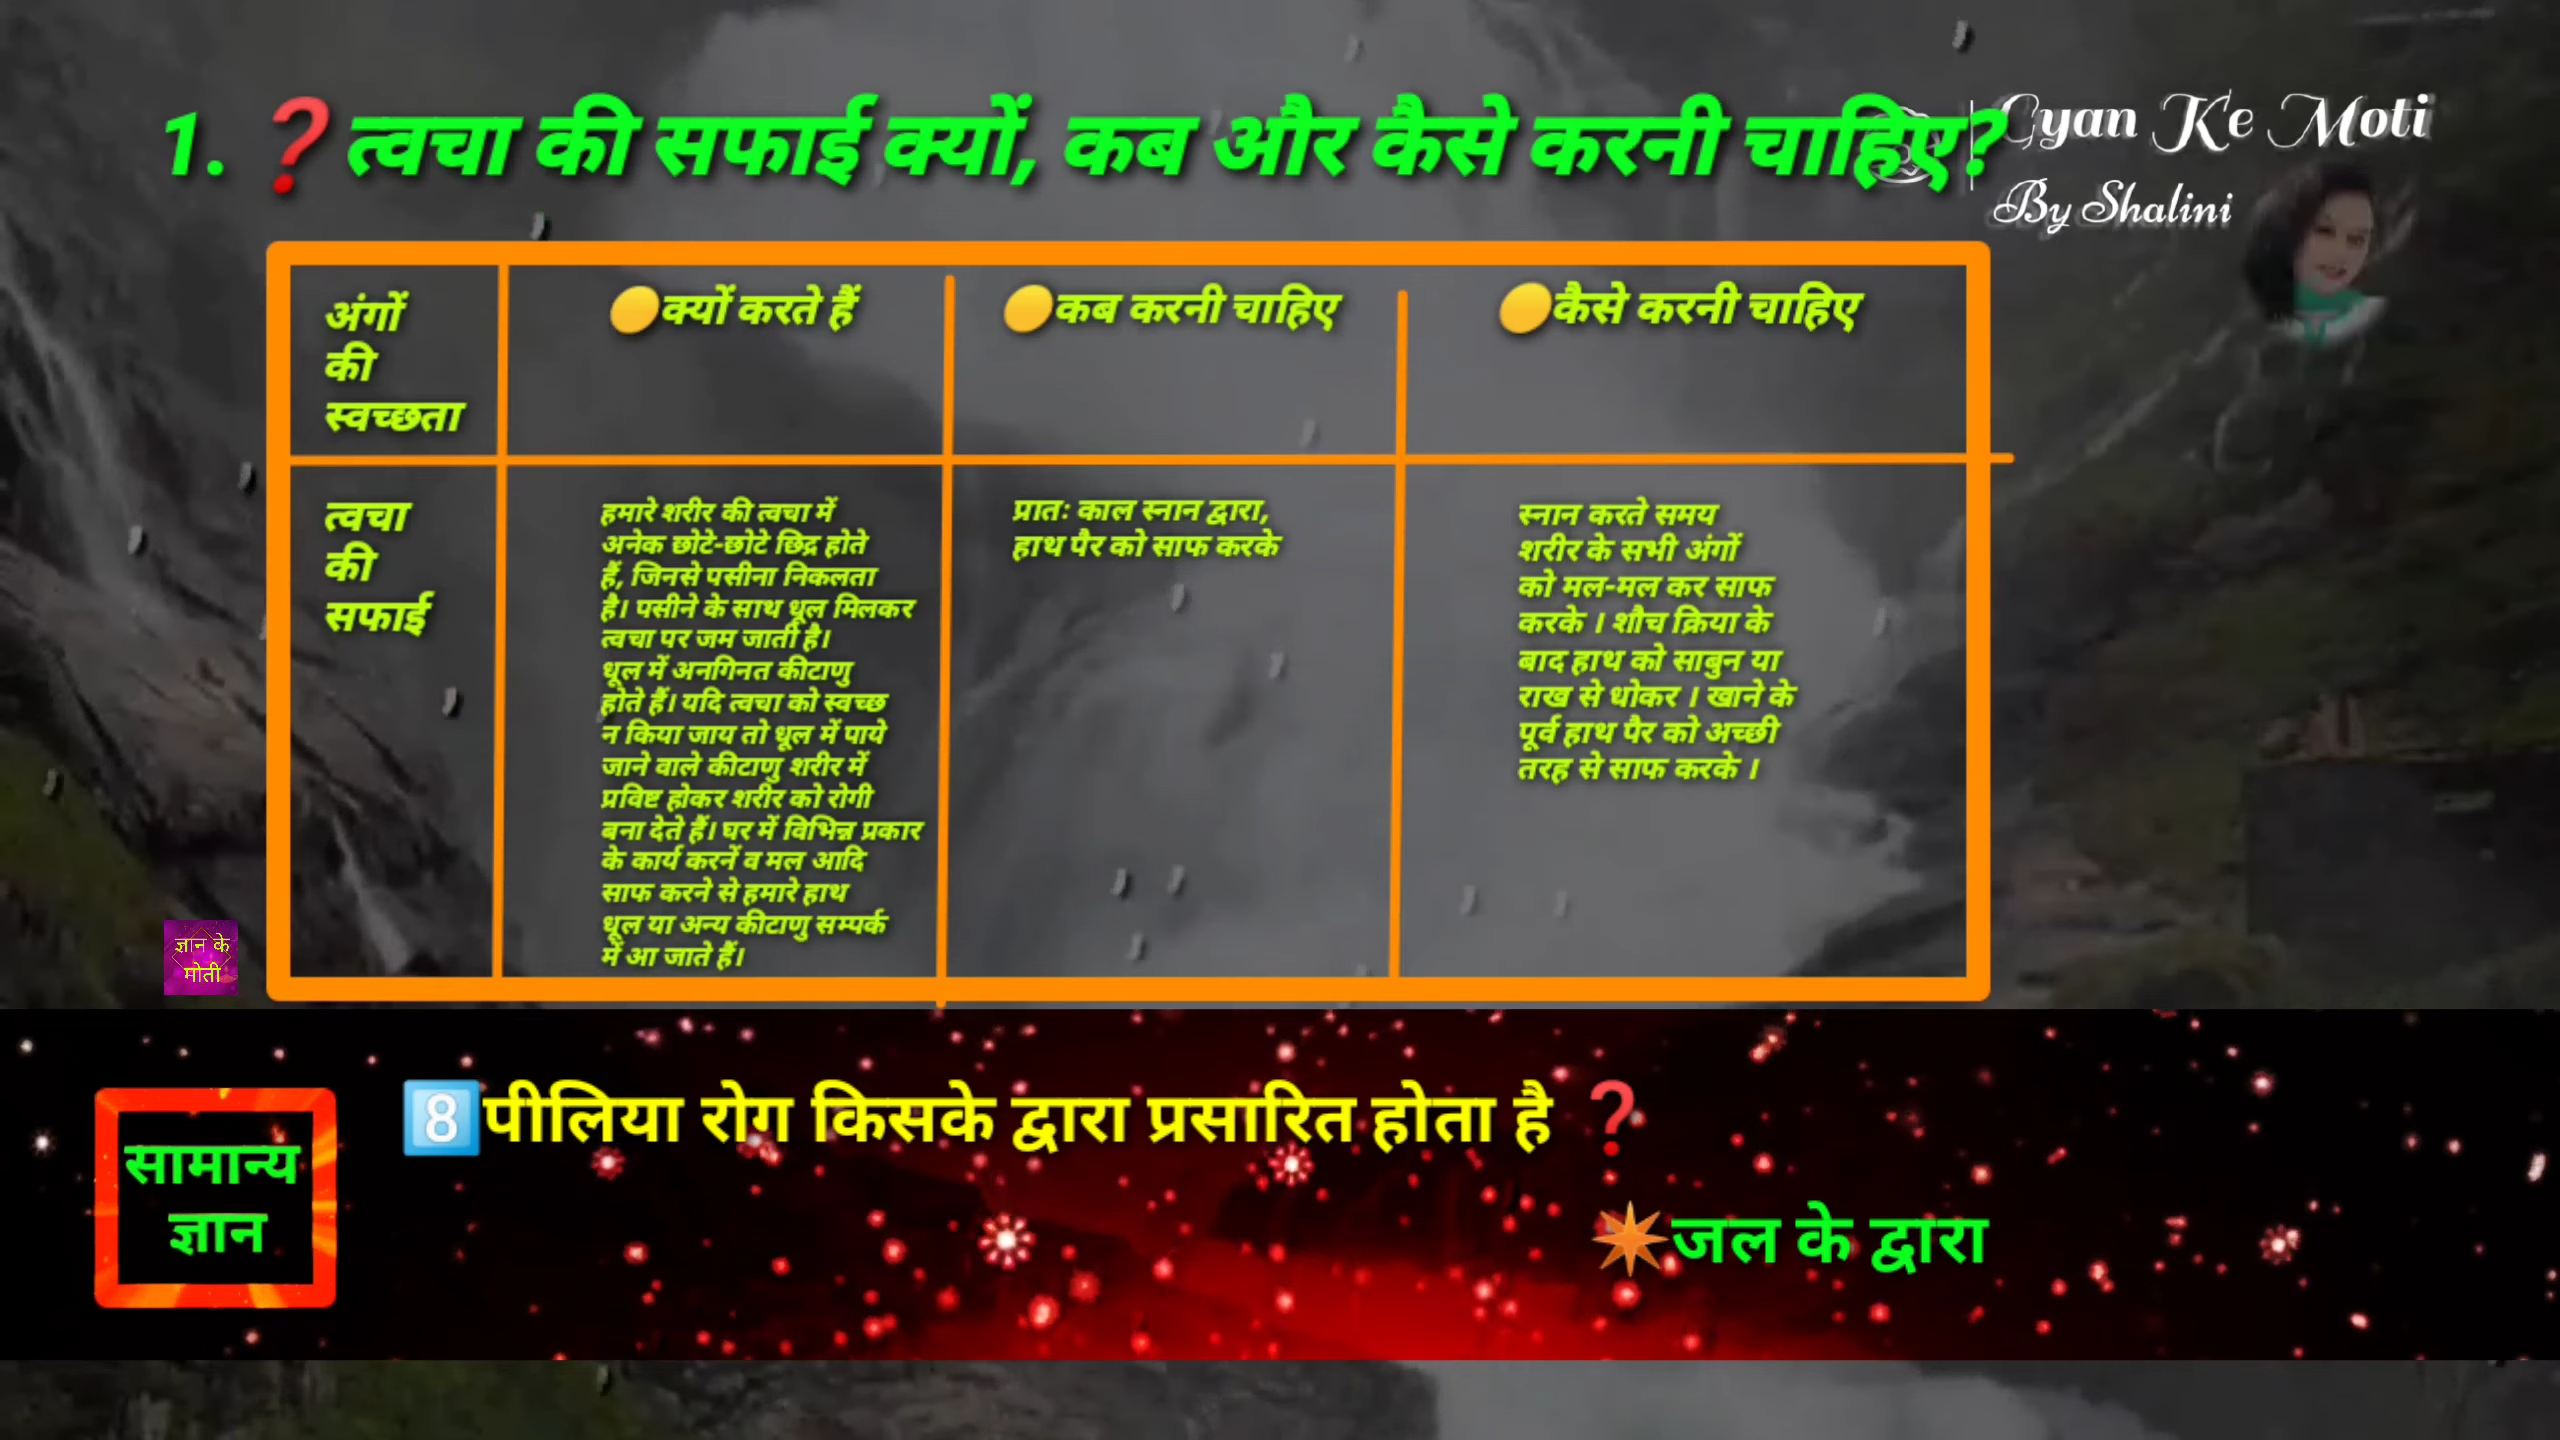 1. ❓त्वचा की सफाई क्यों, कब और कैसे करनी चाहिए?
Gyan Ke Moti
By Shalini
अंगों
की
स्वच्छता
क्यों करते हैं
कब करनी चाहिए
कैसे करनी चाहिए
त्वचा
की
सफाई
हमारे शरीर की त्वचा में
अनेक छोटे-छोटे छिद्र होते
हैं, जिनसे पसीना निकलता
है। पसीने के साथ धूल मिलकर
त्वचा पर जम जाती है।
धूल में अनगिनत कीटाणु
होते हैं। यदि त्वचा को स्वच्छ
न किया जाय तो धूल में पाये
जाने वाले कीटाणु शरीर में
प्रविष्ट होकर शरीर को रोगी
बना देते हैं। घर में विभिन्न प्रकार
के कार्य करनें व मल आदि
साफ करने से हमारे हाथ
धूल या अन्य कीटाणु सम्पर्क
में आ जाते हैं।
प्रातः काल स्नान द्वारा,
हाथ पैर को साफ करके
स्नान करते समय
शरीर के सभी अंगों
को मल-मल कर साफ
करके । शौच क्रिया के
बाद हाथ को साबुन या
राख से धोकर । खाने के
पूर्व हाथ पैर को अच्छी
तरह से साफ करके ।
ज्ञान के
मोती
सामान्य
ज्ञान
8️⃣पीलिया रोग किसके द्वारा प्रसारित होता है ❓
जल के द्वारा